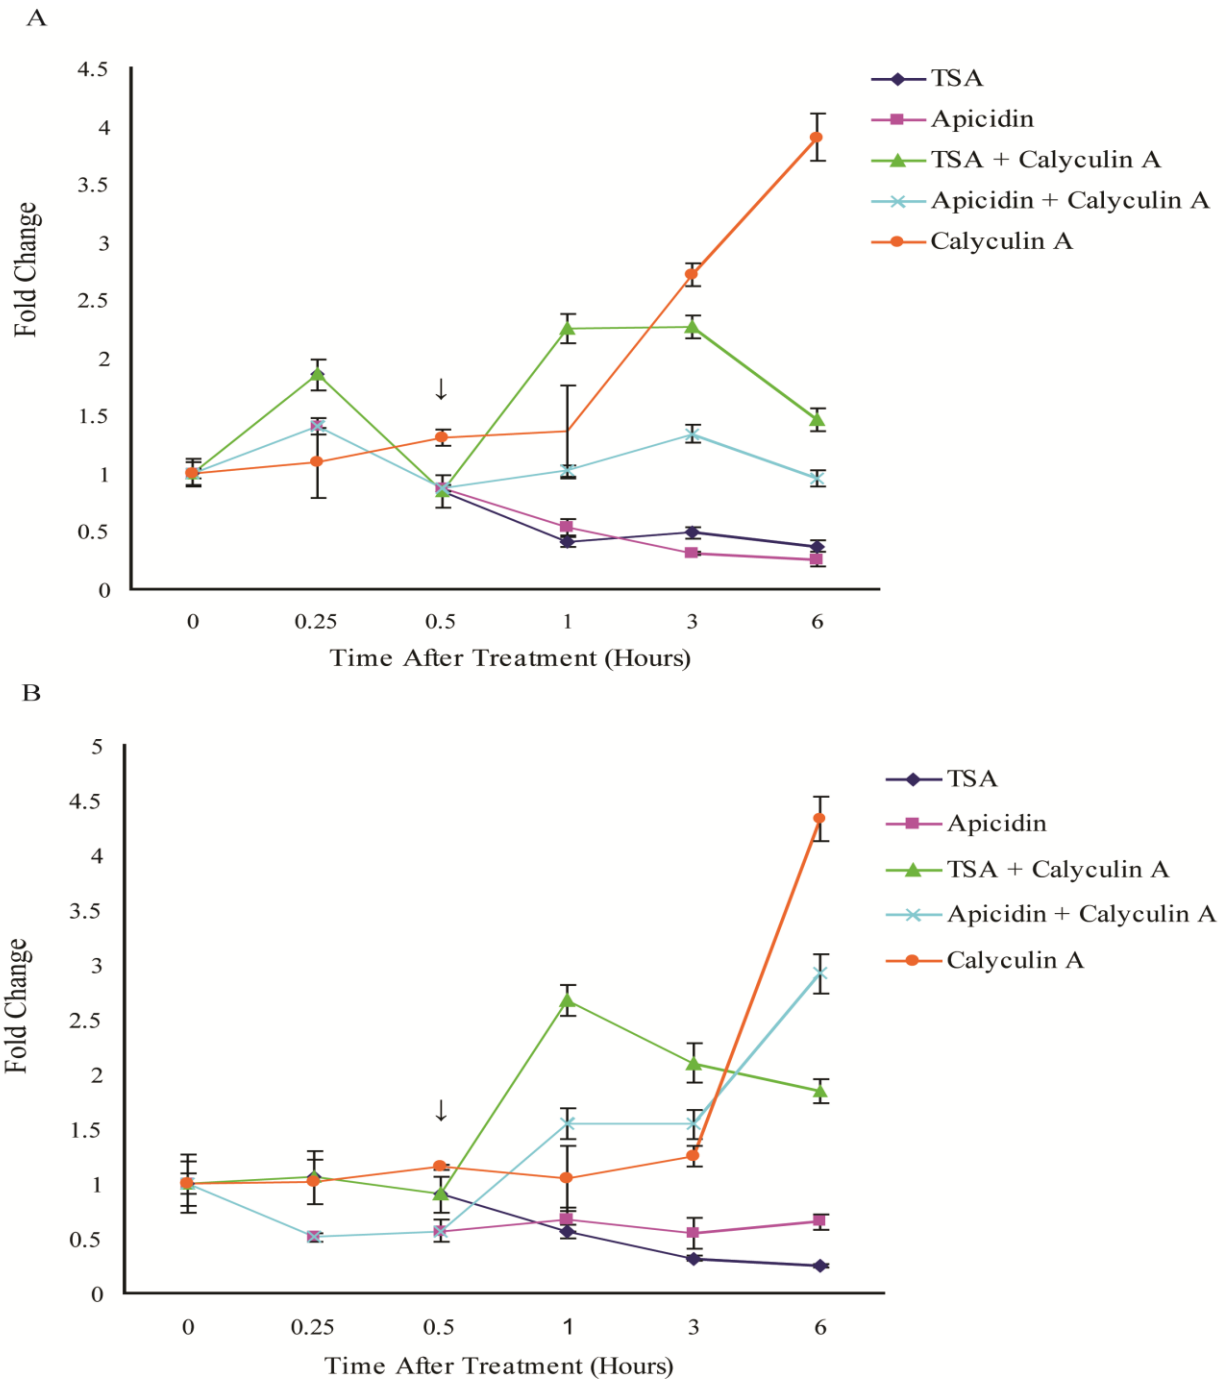 A
4.5
4
3.5
3
2.5
2
1.5
1
0.5
0
Fold Change
↓
0 0.25 0.5 1 3 6
Time After Treatment (Hours)
TSA
Apicidin
TSA + Calyculin A
Apicidin + Calyculin A
Calyculin A
B
5
4.5
4
3.5
3
2.5
2
1.5
1
0.5
0
Fold Change
↓
0 0.25 0.5 1 3 6
Time After Treatment (Hours)
TSA
Apicidin
TSA + Calyculin A
Apicidin + Calyculin A
Calyculin A